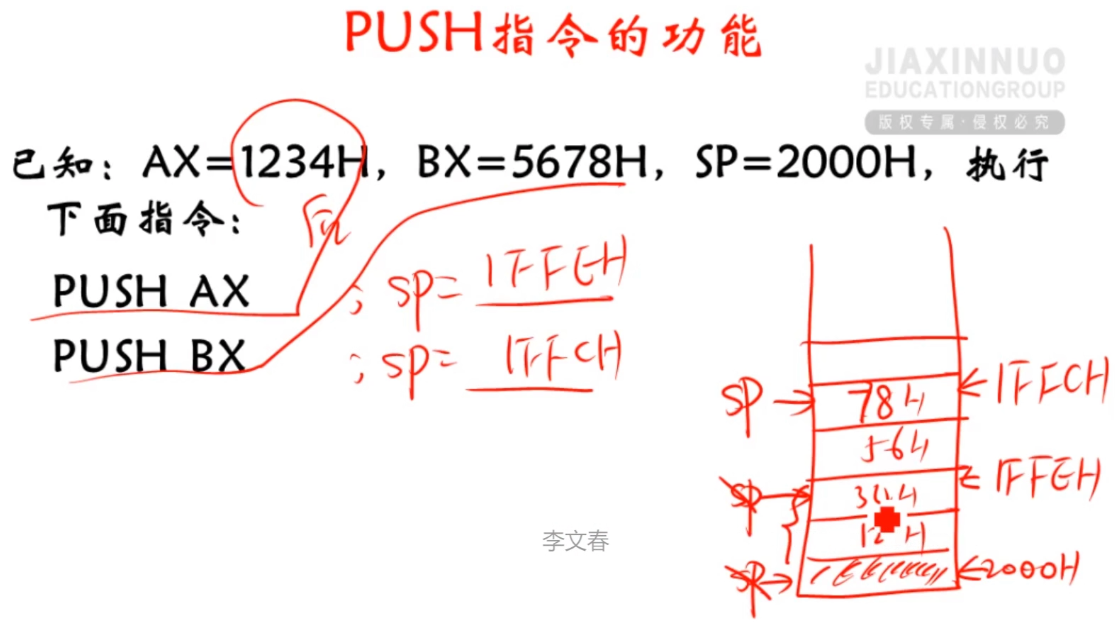 PUSH指令的功能
JIAXINNUO
EDUCATIONGROUP
版权专属·侵权必究
已知：AX=1234H，BX=5678H，SP=2000H，执行
下面指令：
PUSH AX ；SP= 1FFEH
PUSH BX ；SP= 1FFCH
SP 78H 1FFCH
56H
SP 34H 1FFEH
12H
SP 2000H
李文春